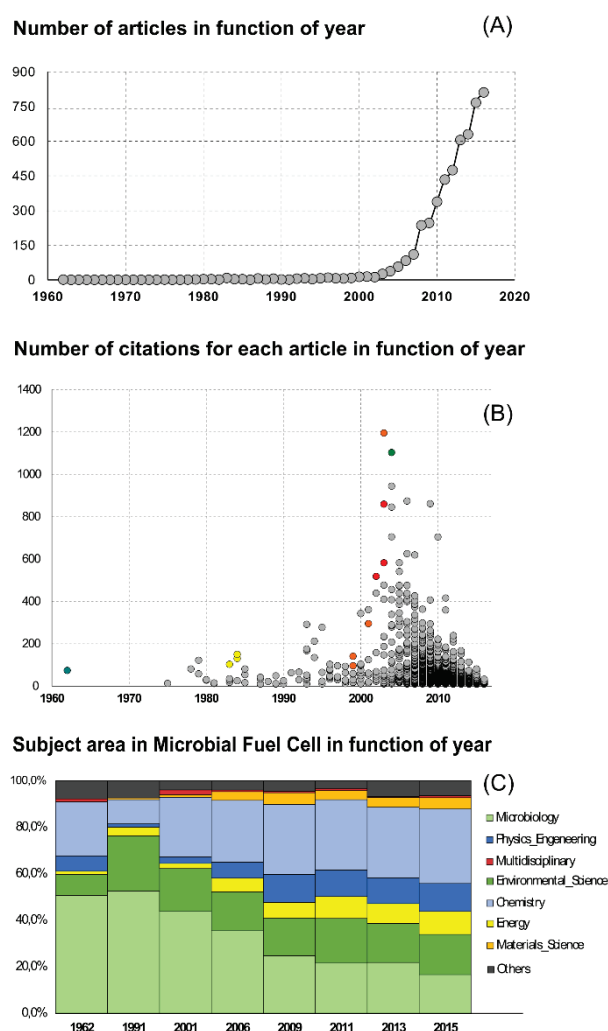 Number of articles in function of year
(A)
900
750
600
450
300
150
0
1960 1970 1980 1990 2000 2010 2020
Number of citations for each article in function of year
(B)
1400
1200
1000
800
600
400
200
0
1960 1970 1980 1990 2000 2010
Subject area in Microbial Fuel Cell in function of year
(C)
100,0%
80,0%
60,0%
40,0%
20,0%
0,0%
1962 1991 2001 2006 2009 2011 2013 2015
Microbiology
Physics_Engeneering
Multidisciplinary
Environmental_Science
Chemistry
Energy
Materials_Science
Others